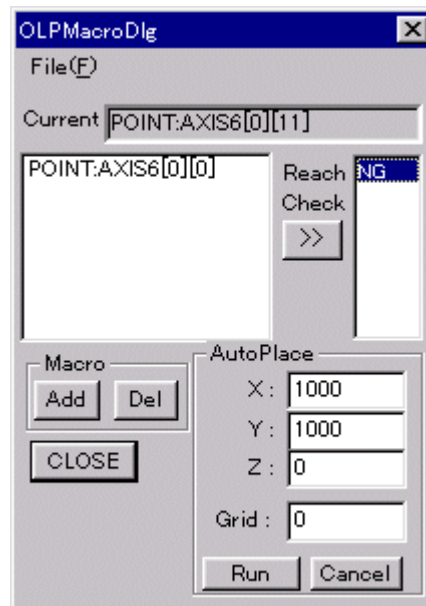 OLPMacroDlg
File(F)
Current POINT:AXIS6[0][11]
POINT:AXIS6[0][0]
Reach Check
>>
NG
Macro
Add Del
CLOSE
AutoPlace
X : 1000
Y : 1000
Z : 0
Grid : 0
Run Cancel